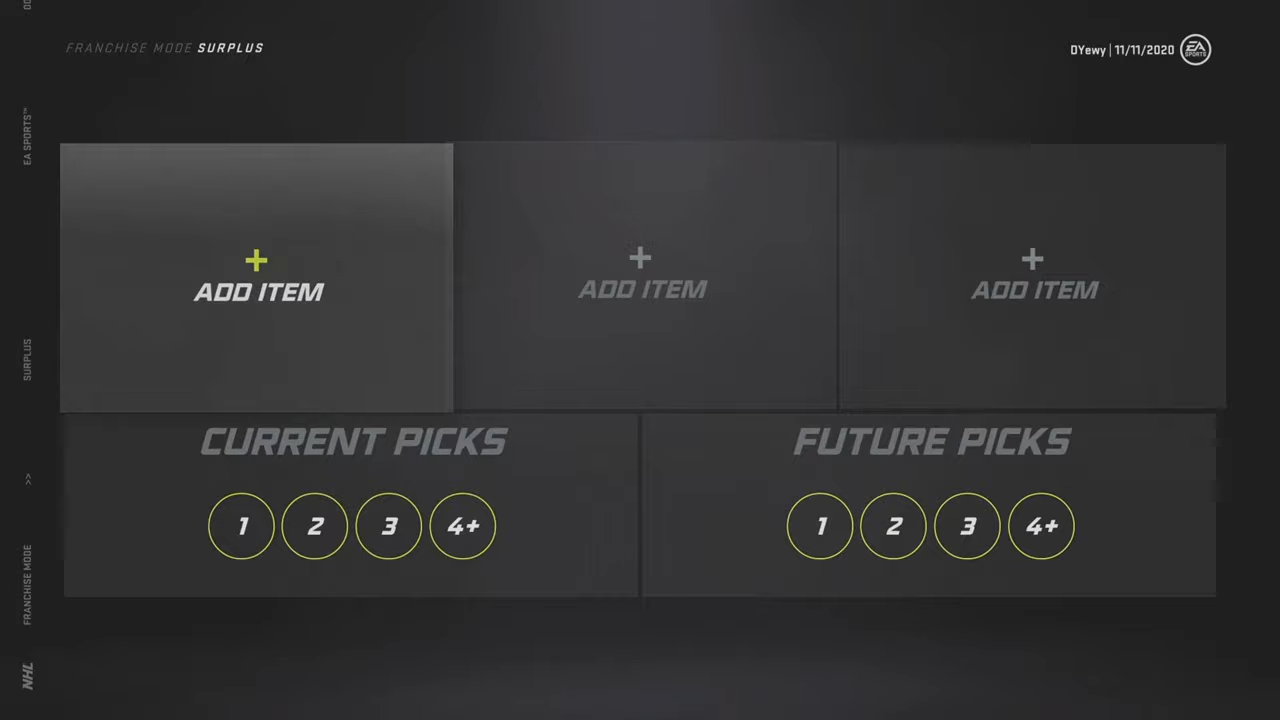 FRANCHISE MODE SURPLUS
DYewy | 11/11/2020
EA SPORTS
+
ADD ITEM
+
ADD ITEM
+
ADD ITEM
CURRENT PICKS
1 2 3 4+
FUTURE PICKS
1 2 3 4+
EA SPORTS™
SURPLUS
>>
FRANCHISE MODE
NHL